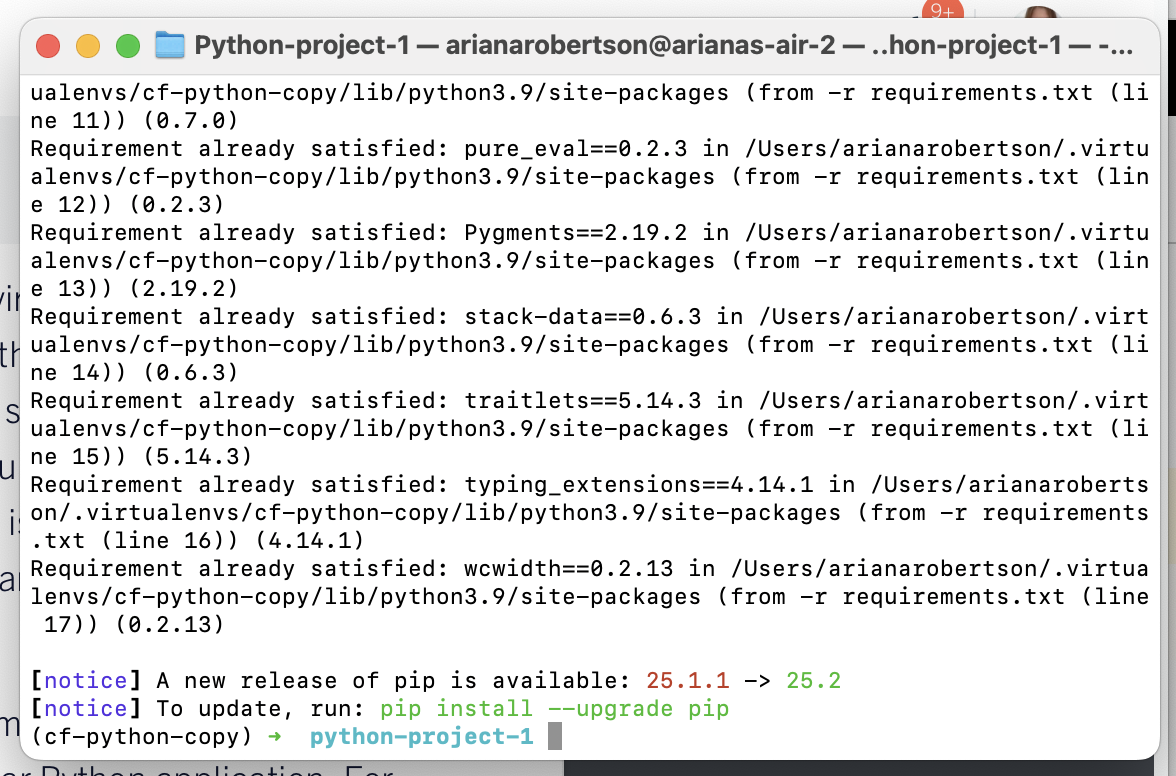 9+
Python-project-1 — arianarobertson@arianas-air-2 — ..hon-project-1 — -...
ualenvs/cf-python-copy/lib/python3.9/site-packages (from -r requirements.txt (li
ne 11)) (0.7.0)
Requirement already satisfied: pure_eval==0.2.3 in /Users/arianarobertson/.virtu
alenvs/cf-python-copy/lib/python3.9/site-packages (from -r requirements.txt (lin
e 12)) (0.2.3)
Requirement already satisfied: Pygments==2.19.2 in /Users/arianarobertson/.virtu
alenvs/cf-python-copy/lib/python3.9/site-packages (from -r requirements.txt (lin
e 13)) (2.19.2)
Requirement already satisfied: stack-data==0.6.3 in /Users/arianarobertson/.virt
ualenvs/cf-python-copy/lib/python3.9/site-packages (from -r requirements.txt (li
ne 14)) (0.6.3)
Requirement already satisfied: traitlets==5.14.3 in /Users/arianarobertson/.virt
ualenvs/cf-python-copy/lib/python3.9/site-packages (from -r requirements.txt (li
ne 15)) (5.14.3)
Requirement already satisfied: typing_extensions==4.14.1 in /Users/arianaroberts
on/.virtualenvs/cf-python-copy/lib/python3.9/site-packages (from -r requirements
.txt (line 16)) (4.14.1)
Requirement already satisfied: wcwidth==0.2.13 in /Users/arianarobertson/.virtua
lenvs/cf-python-copy/lib/python3.9/site-packages (from -r requirements.txt (line
 17)) (0.2.13)

[notice] A new release of pip is available: 25.1.1 -> 25.2
[notice] To update, run: pip install --upgrade pip
(cf-python-copy) ➜  python-project-1
Python application. For